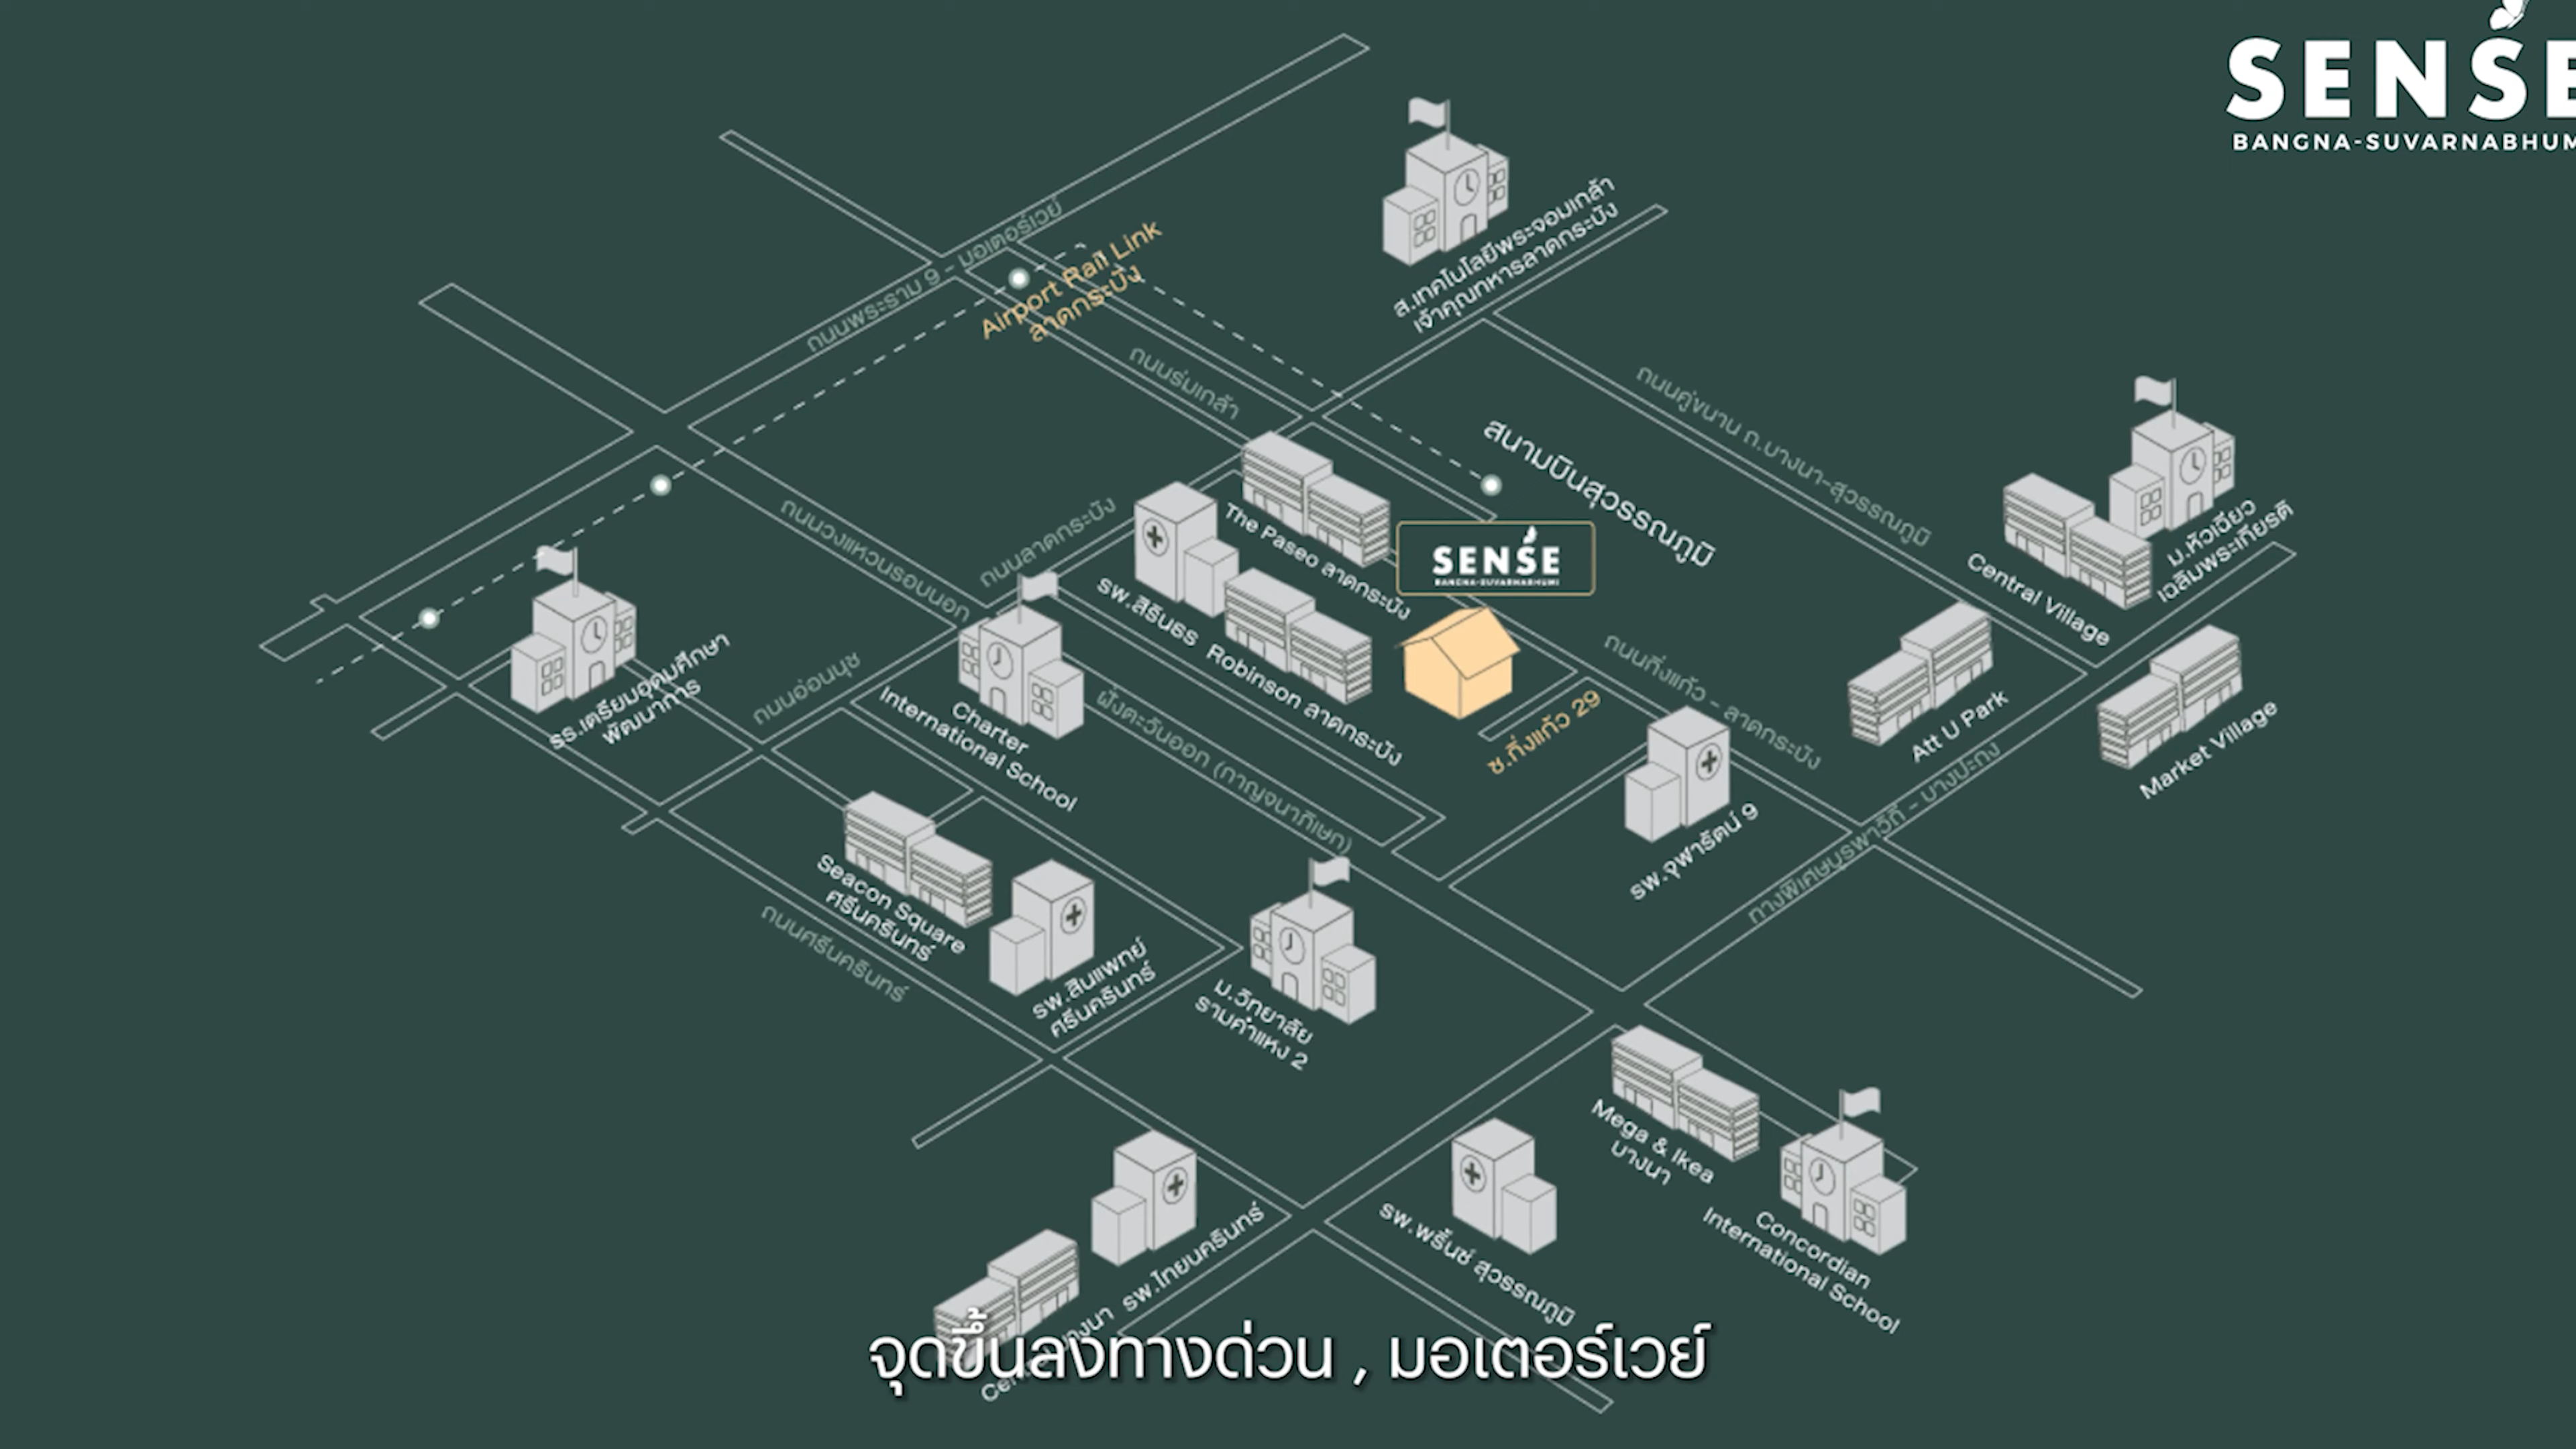 SENSE
BANGNA-SUVARNABHUM
ส.เทคโนโลยีพระจอมเกล้า
เจ้าคุณทหารลาดกระบัง
ถนนพระราม 9 - มอเตอร์เวย์
Airport Rail Link
ลาดกระบัง
ถนนร่มเกล้า
ถนนคู่ขนาน ถ.บางนา-สุวรรณภูมิ
สนามบินสุวรรณภูมิ
ม.หัวเฉียว
เฉลิมพระเกียรติ
Central Village
ถนนวงแหวนรอบนอก
ถนนลาดกระบัง
The Paseo ลาดกระบัง
SENSE
BANGNA-SUVARNABHUMI
รพ.สิรินธร
Robinson ลาดกระบัง
รร.เตรียมอุดมศึกษา
พัฒนาการ
ถนนอ่อนนุช
Charter
International School
ฝั่งตะวันออก (กาญจนาภิเษก)
ซ.กิ่งแก้ว 29
ถนนกิ่งแก้ว - ลาดกระบัง
Att U Park
Market Village
รพ.จุฬารัตน์ 9
ทางพิเศษบูรพาวิถี - บางปะกง
Seacon Square
ศรีนครินทร์
ถนนศรีนครินทร์
รพ.สินแพทย์
ศรีนครินทร์
ม.วิทยาลัย
รามคำแหง 2
Mega & Ikea
บางนา
Concordian
International School
รพ.พริ้นซ์ สุวรรณภูมิ
รพ.ไทยนครินทร์
จุดขึ้นลงทางด่วน , มอเตอร์เวย์